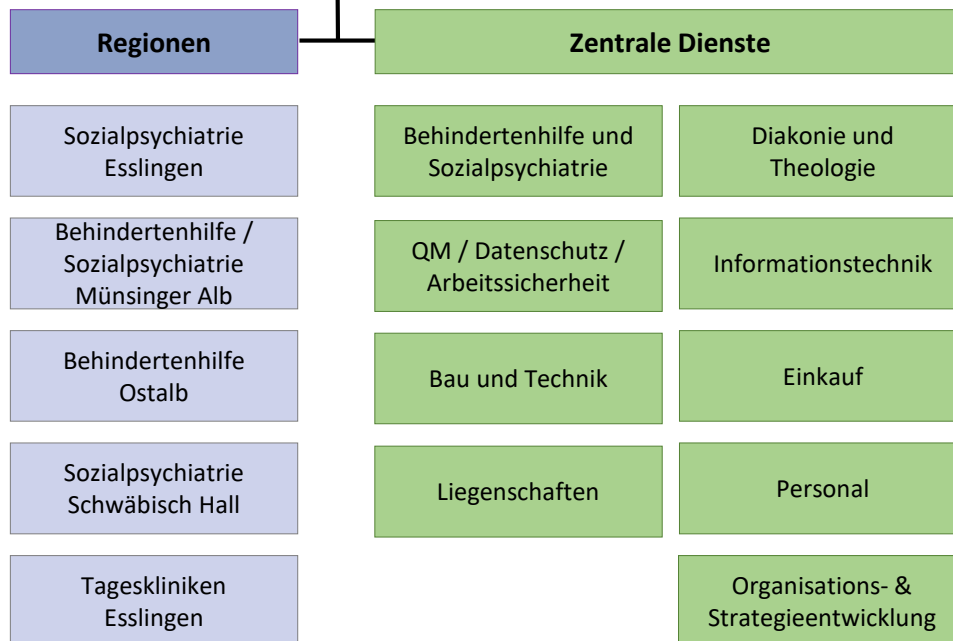 Regionen
Zentrale Dienste
Sozialpsychiatrie
Esslingen
Behindertenhilfe /
Sozialpsychiatrie
Münsinger Alb
Behindertenhilfe
Ostalb
Sozialpsychiatrie
Schwäbisch Hall
Tageskliniken
Esslingen
Behindertenhilfe und
Sozialpsychiatrie
QM / Datenschutz /
Arbeitssicherheit
Bau und Technik
Liegenschaften
Diakonie und
Theologie
Informationstechnik
Einkauf
Personal
Organisations- &
Strategieentwicklung